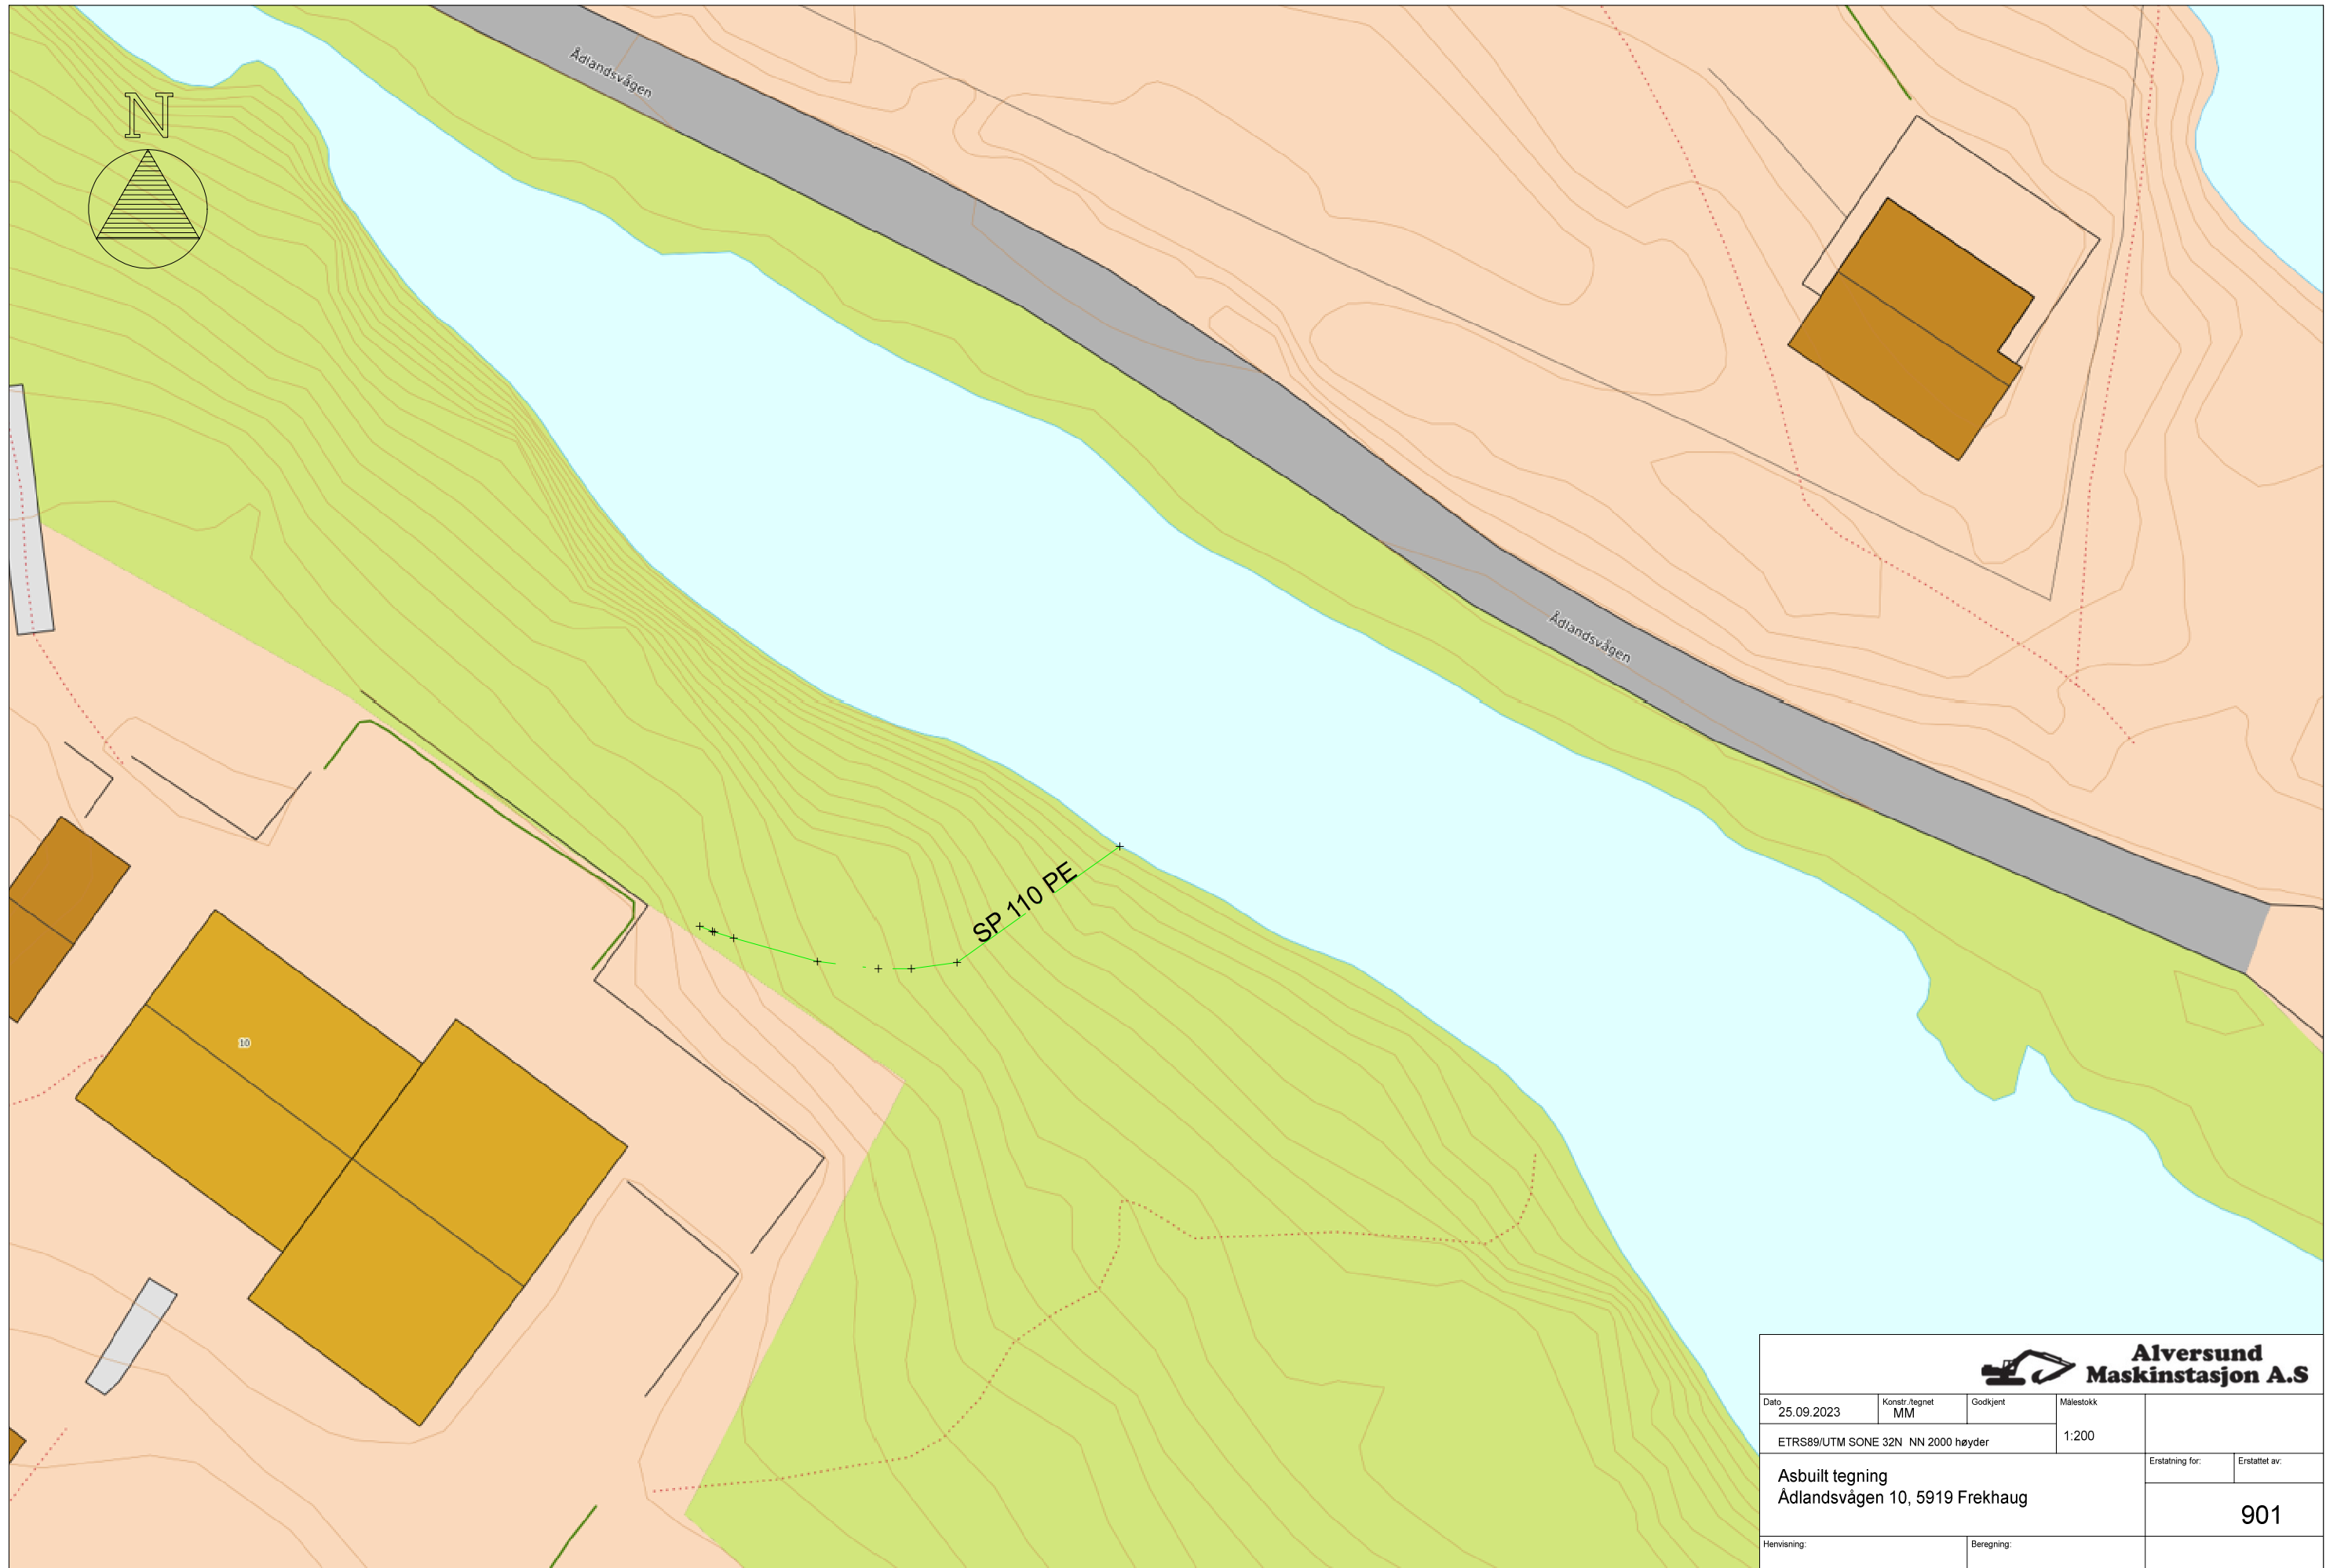 Ådlandsvågen
N
Ådlandsvågen
SP 110 PE
10
Alversund
Maskinstasjon A.S
Dato
25.09.2023
Konstr./tegnet
MM
Godkjent
Målestokk
1:200
ETRS89/UTM SONE 32N NN 2000 høyder
Asbuilt tegning
Ådlandsvågen 10, 5919 Frekhaug
Erstatning for:
Erstattet av:
901
Henvisning:
Beregning: